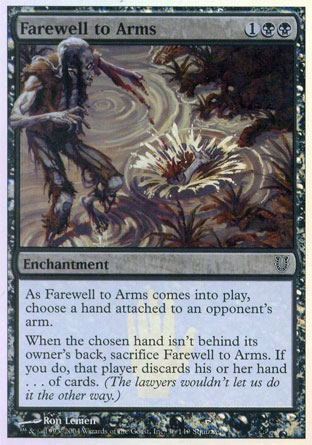 Farewell to Arms 1
Enchantment
As Farewell to Arms comes into play,
choose a hand attached to an opponent's
arm.
When the chosen hand isn't behind its
owner's back, sacrifice Farewell to Arms. If
you do, that player discards his or her hand
. . . of cards. (The lawyers wouldn't let us do
it the other way.)
Ron Lemen